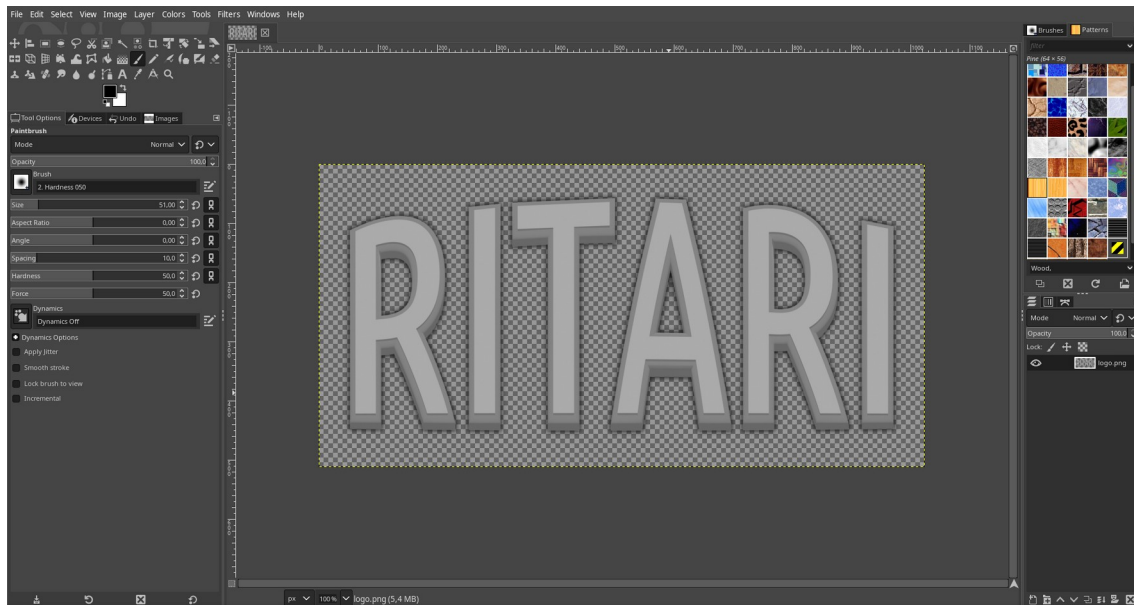 File Edit Select View Image Layer Colors Tools Filters Windows Help
Tool Options Devices Undo Images
Paintbrush
Mode Normal
Opacity 100,0
Brush
2. Hardness 050
Size 51,00
Aspect Ratio 0,00
Angle 0,00
Spacing 10,0
Hardness 50,0
Force 50,0
Dynamics
Dynamics Off
Dynamics Options
Apply Jitter
Smooth stroke
Lock brush to view
Incremental
RITARI
px 100 % logo.png (5,4 MB)
Brushes Patterns
filter
Pine (64 × 56)
Wood,
Mode Normal
Opacity 100,0
Lock:
logo.png